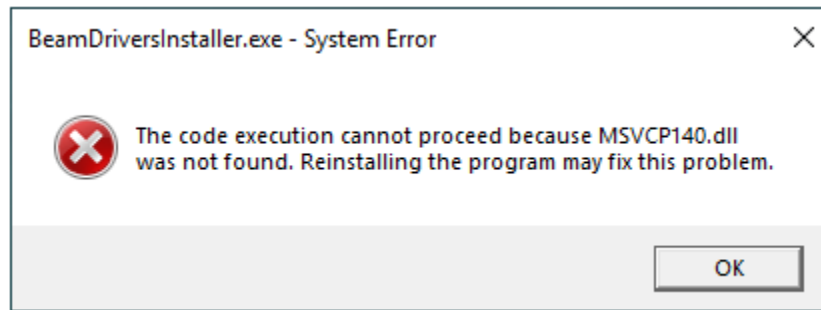 BeamDriversInstaller.exe - System Error
The code execution cannot proceed because MSVCP140.dll
was not found. Reinstalling the program may fix this problem.
OK